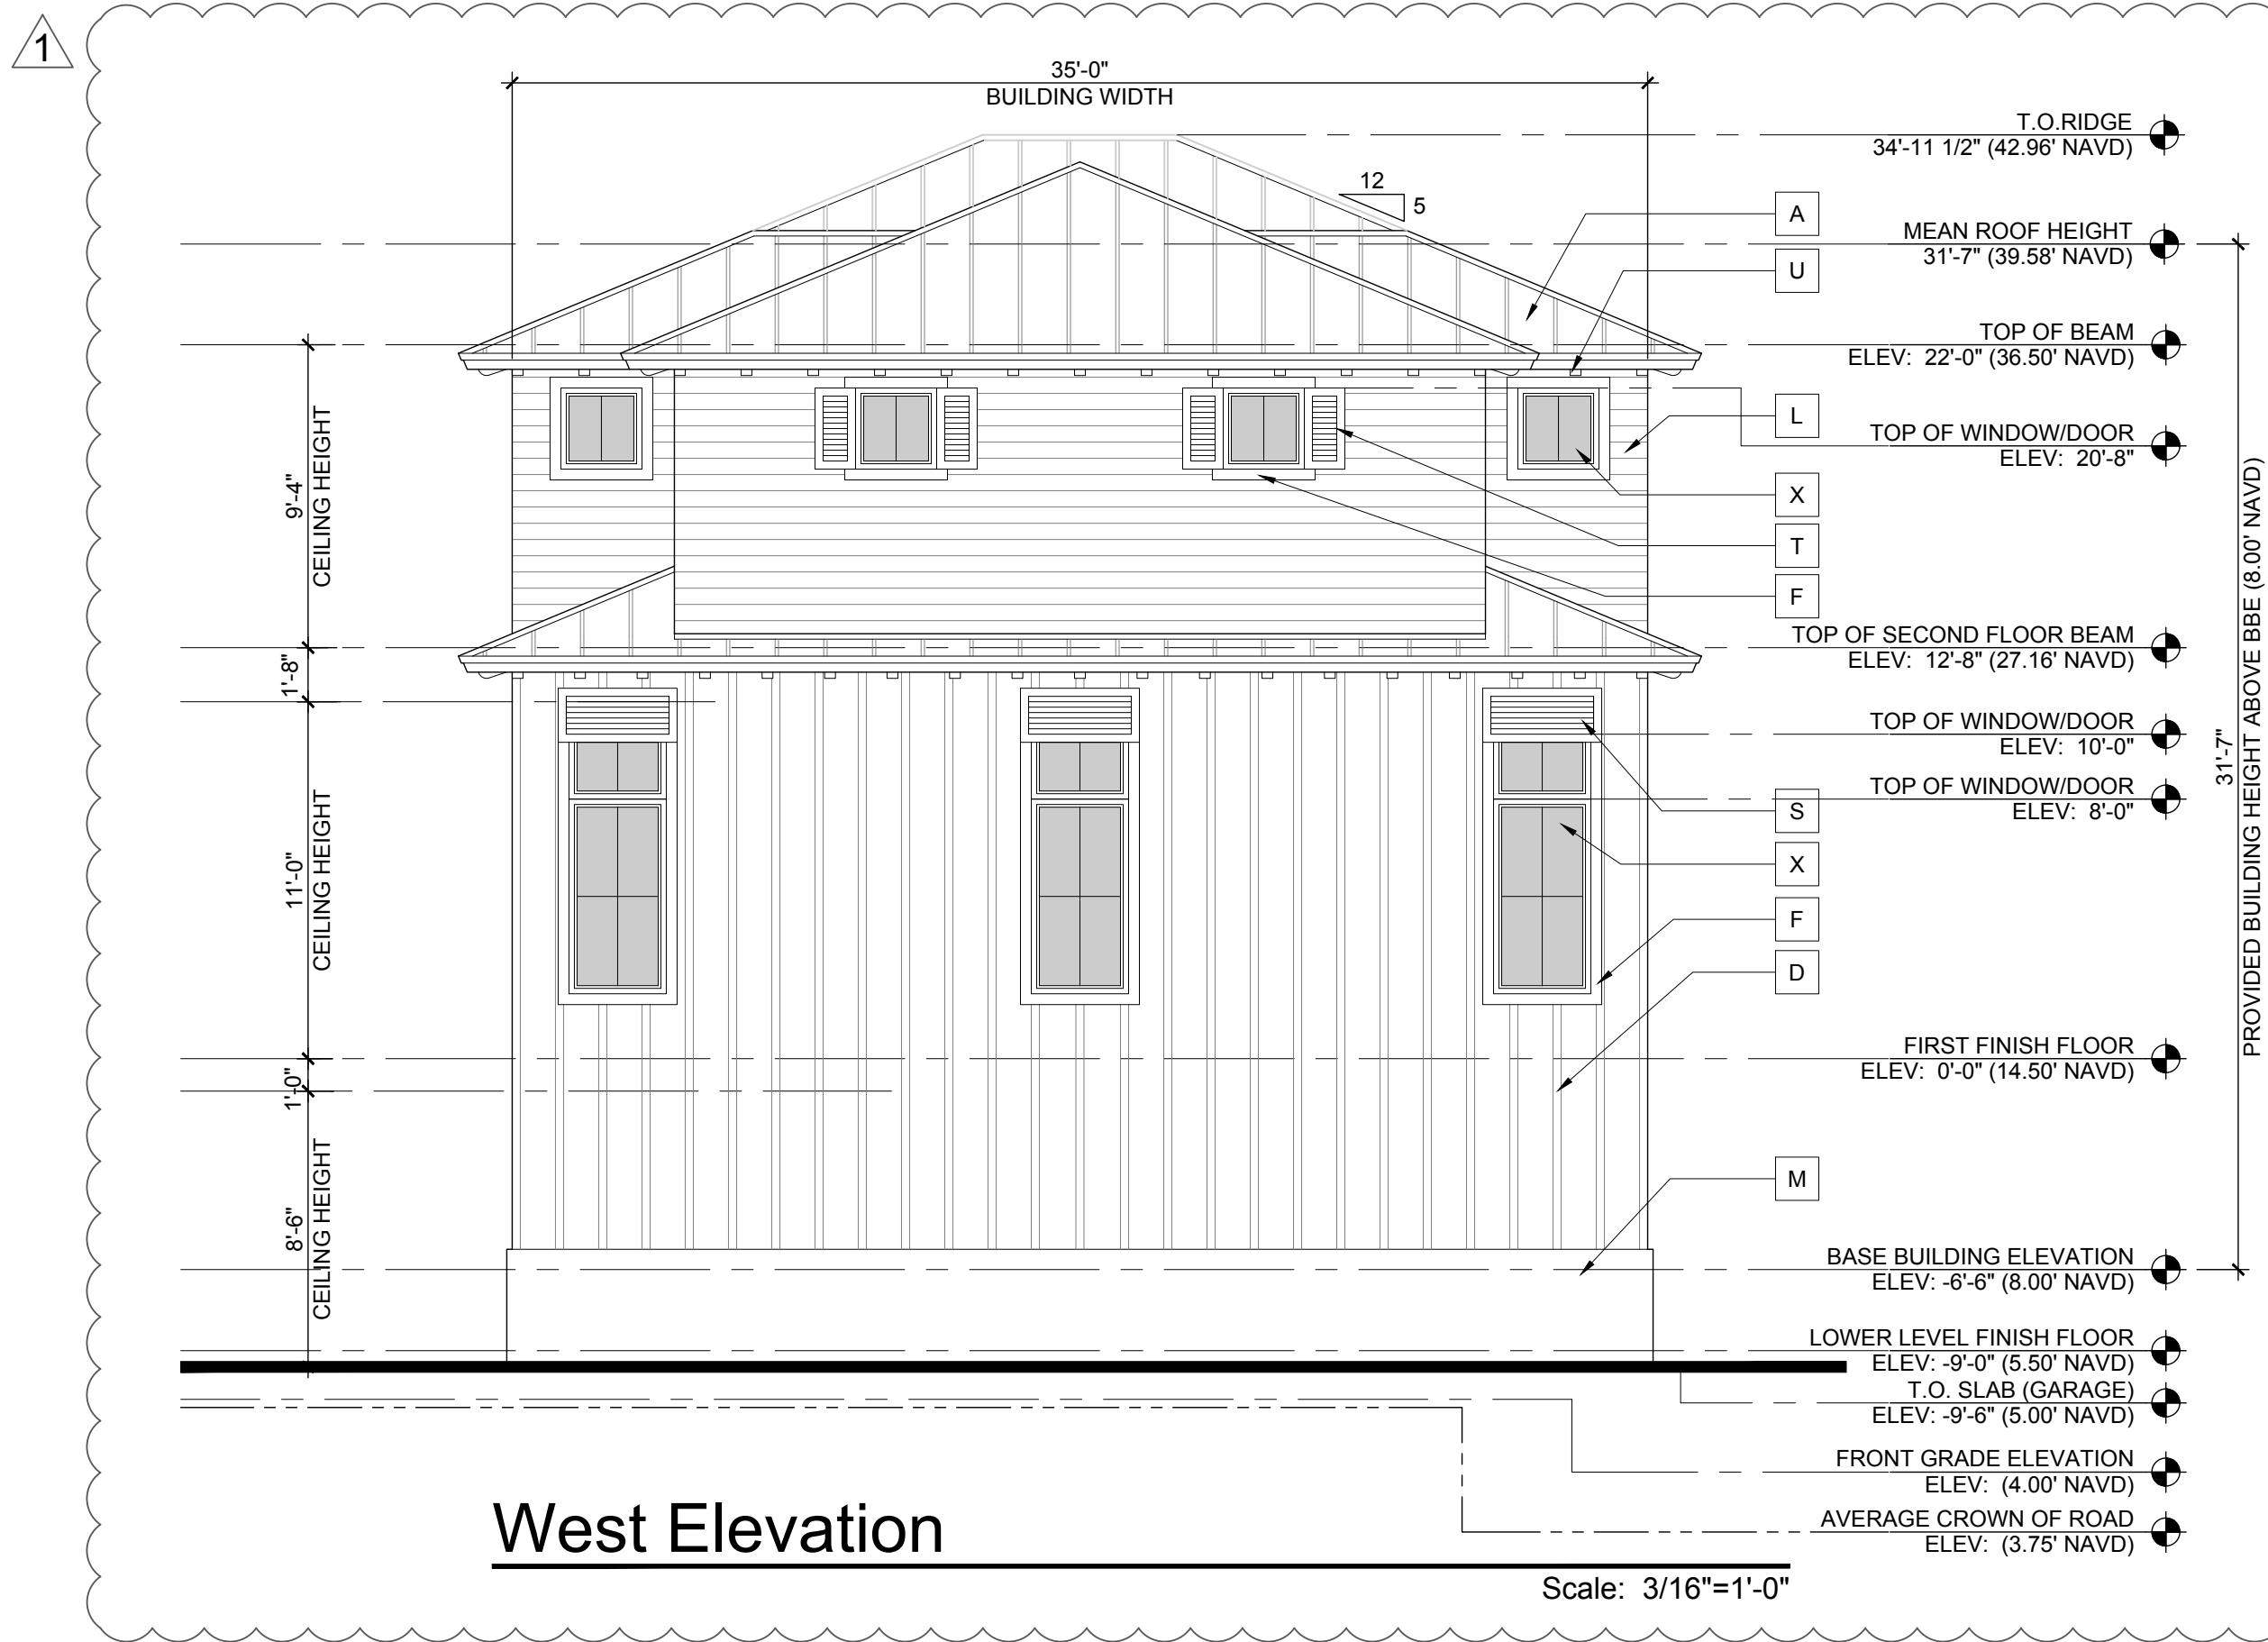 1
35'-0"
BUILDING WIDTH
12
5
T.O.RIDGE
34'-11 1/2" (42.96' NAVD)
A
MEAN ROOF HEIGHT
31'-7" (39.58' NAVD)
U
TOP OF BEAM
ELEV: 22'-0" (36.50' NAVD)
L
TOP OF WINDOW/DOOR
ELEV: 20'-8"
X
T
F
TOP OF SECOND FLOOR BEAM
ELEV: 12'-8" (27.16' NAVD)
TOP OF WINDOW/DOOR
ELEV: 10'-0"
TOP OF WINDOW/DOOR
ELEV: 8'-0"
S
X
F
D
FIRST FINISH FLOOR
ELEV: 0'-0" (14.50' NAVD)
M
BASE BUILDING ELEVATION
ELEV: -6'-6" (8.00' NAVD)
LOWER LEVEL FINISH FLOOR
ELEV: -9'-0" (5.50' NAVD)
T.O. SLAB (GARAGE)
ELEV: -9'-6" (5.00' NAVD)
FRONT GRADE ELEVATION
ELEV: (4.00' NAVD)
AVERAGE CROWN OF ROAD
ELEV: (3.75' NAVD)
9'-4"
CEILING HEIGHT
1'-8"
11'-0"
CEILING HEIGHT
1'-0"
8'-6"
CEILING HEIGHT
31'-7"
PROVIDED BUILDING HEIGHT ABOVE BBE (8.00' NAVD)
West Elevation
Scale: 3/16"=1'-0"